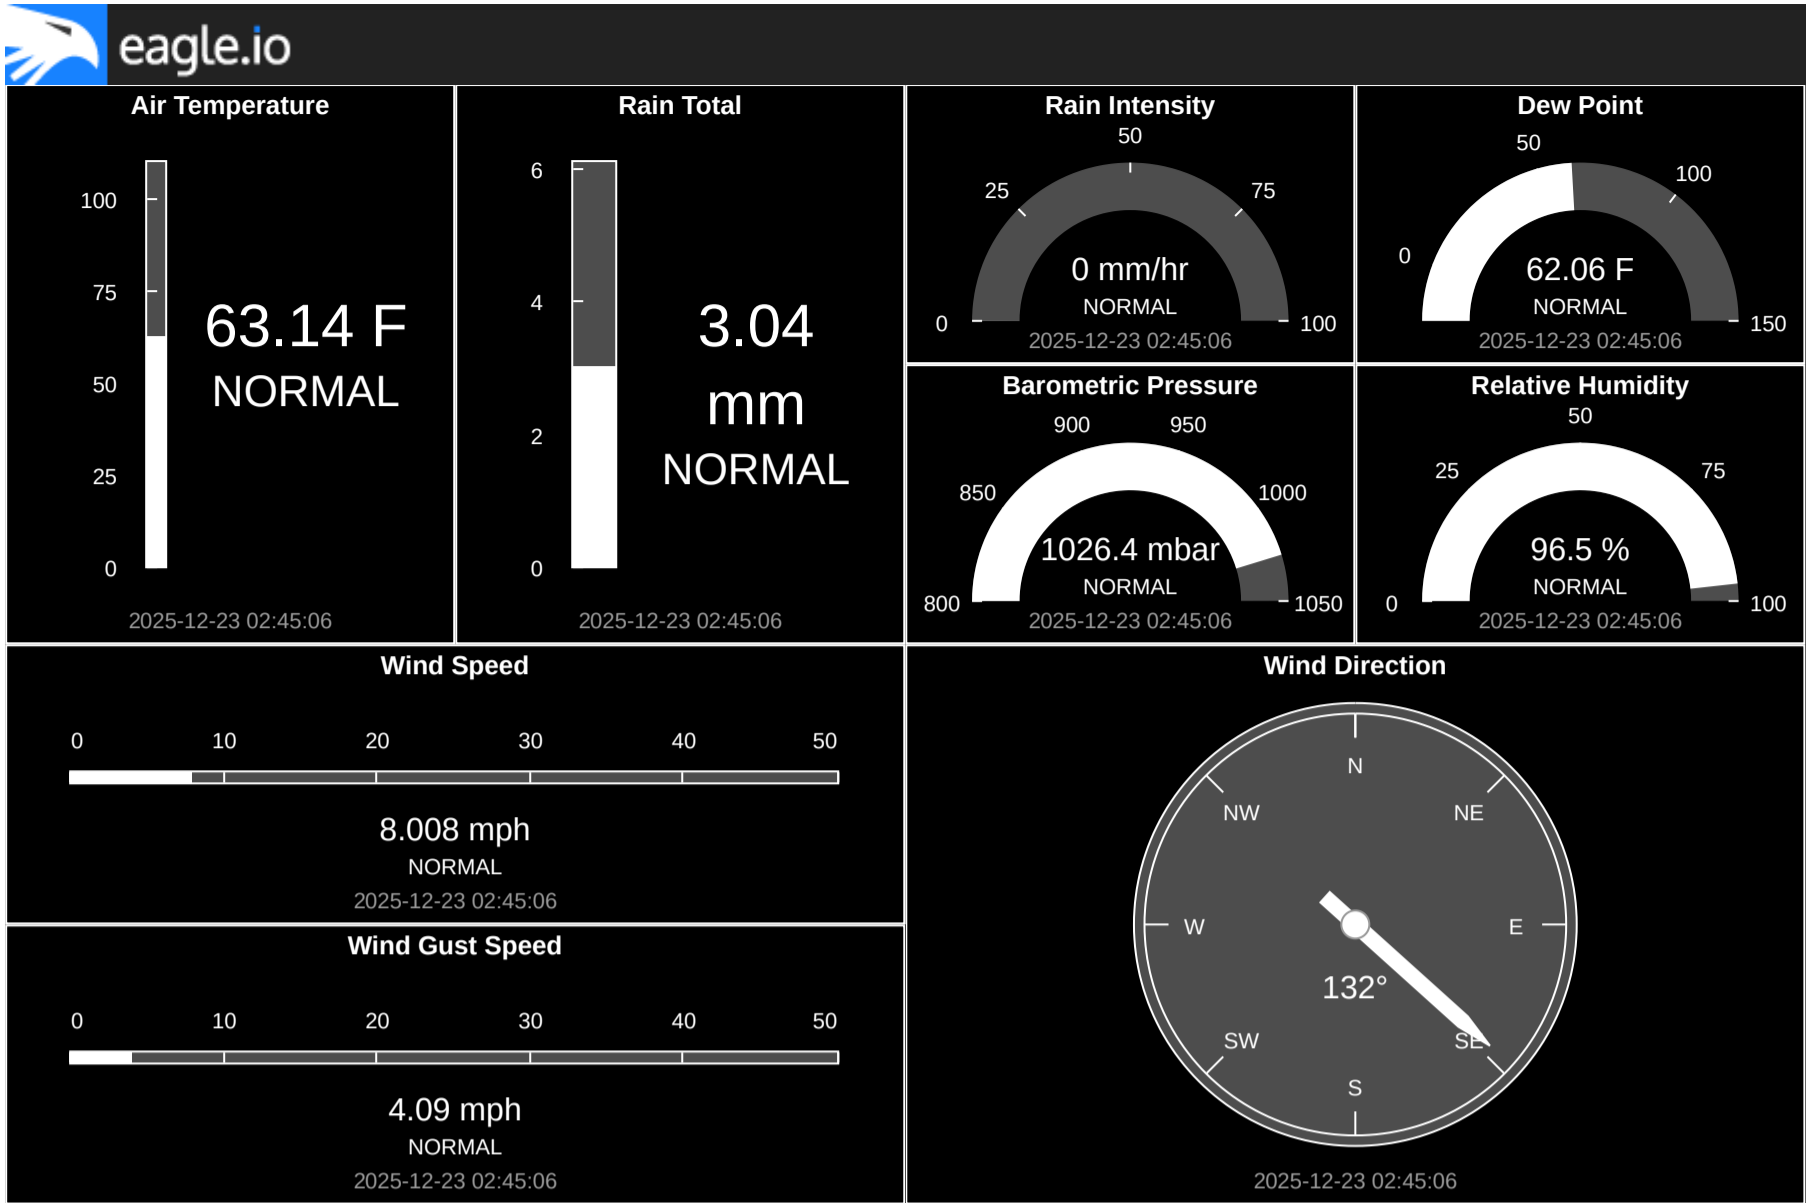 eagle.io
Air Temperature
100
75
50
25
0
63.14 F
NORMAL
2025-12-23 02:45:06
Rain Total
6
4
2
0
3.04
mm
NORMAL
2025-12-23 02:45:06
Rain Intensity
50
25
75
0
100
0 mm/hr
NORMAL
2025-12-23 02:45:06
Dew Point
50
100
0
150
62.06 F
NORMAL
2025-12-23 02:45:06
Barometric Pressure
900
950
850
1000
800
1050
1026.4 mbar
NORMAL
2025-12-23 02:45:06
Relative Humidity
50
25
75
0
100
96.5 %
NORMAL
2025-12-23 02:45:06
Wind Speed
0 10 20 30 40 50
8.008 mph
NORMAL
2025-12-23 02:45:06
Wind Gust Speed
0 10 20 30 40 50
4.09 mph
NORMAL
2025-12-23 02:45:06
Wind Direction
N
NW
NE
W
E
132°
SW
SE
S
2025-12-23 02:45:06